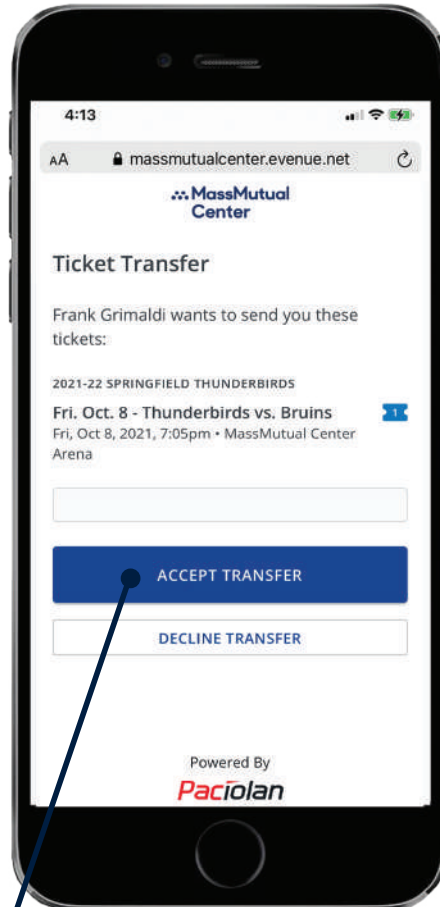 4:13
AA massmutualcenter.evenue.net
MassMutual
Center
Ticket Transfer
Frank Grimaldi wants to send you these
tickets:
2021-22 SPRINGFIELD THUNDERBIRDS
Fri. Oct. 8 - Thunderbirds vs. Bruins 1
Fri, Oct 8, 2021, 7:05pm • MassMutual Center
Arena
ACCEPT TRANSFER
DECLINE TRANSFER
Powered By
Paciolan